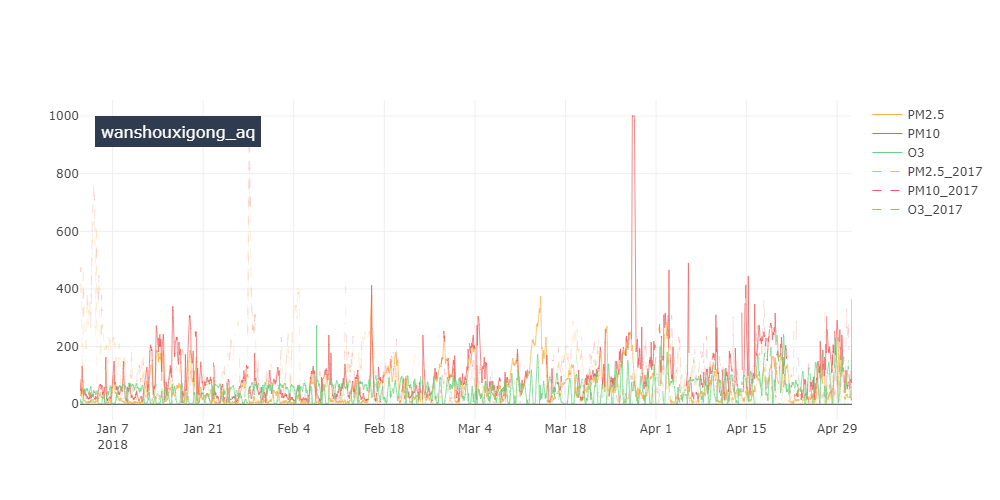 wanshouxigong_aq
1000
800
600
400
200
0
Jan 7
2018
Jan 21
Feb 4
Feb 18
Mar 4
Mar 18
Apr 1
Apr 15
Apr 29
PM2.5
PM10
O3
PM2.5_2017
PM10_2017
O3_2017